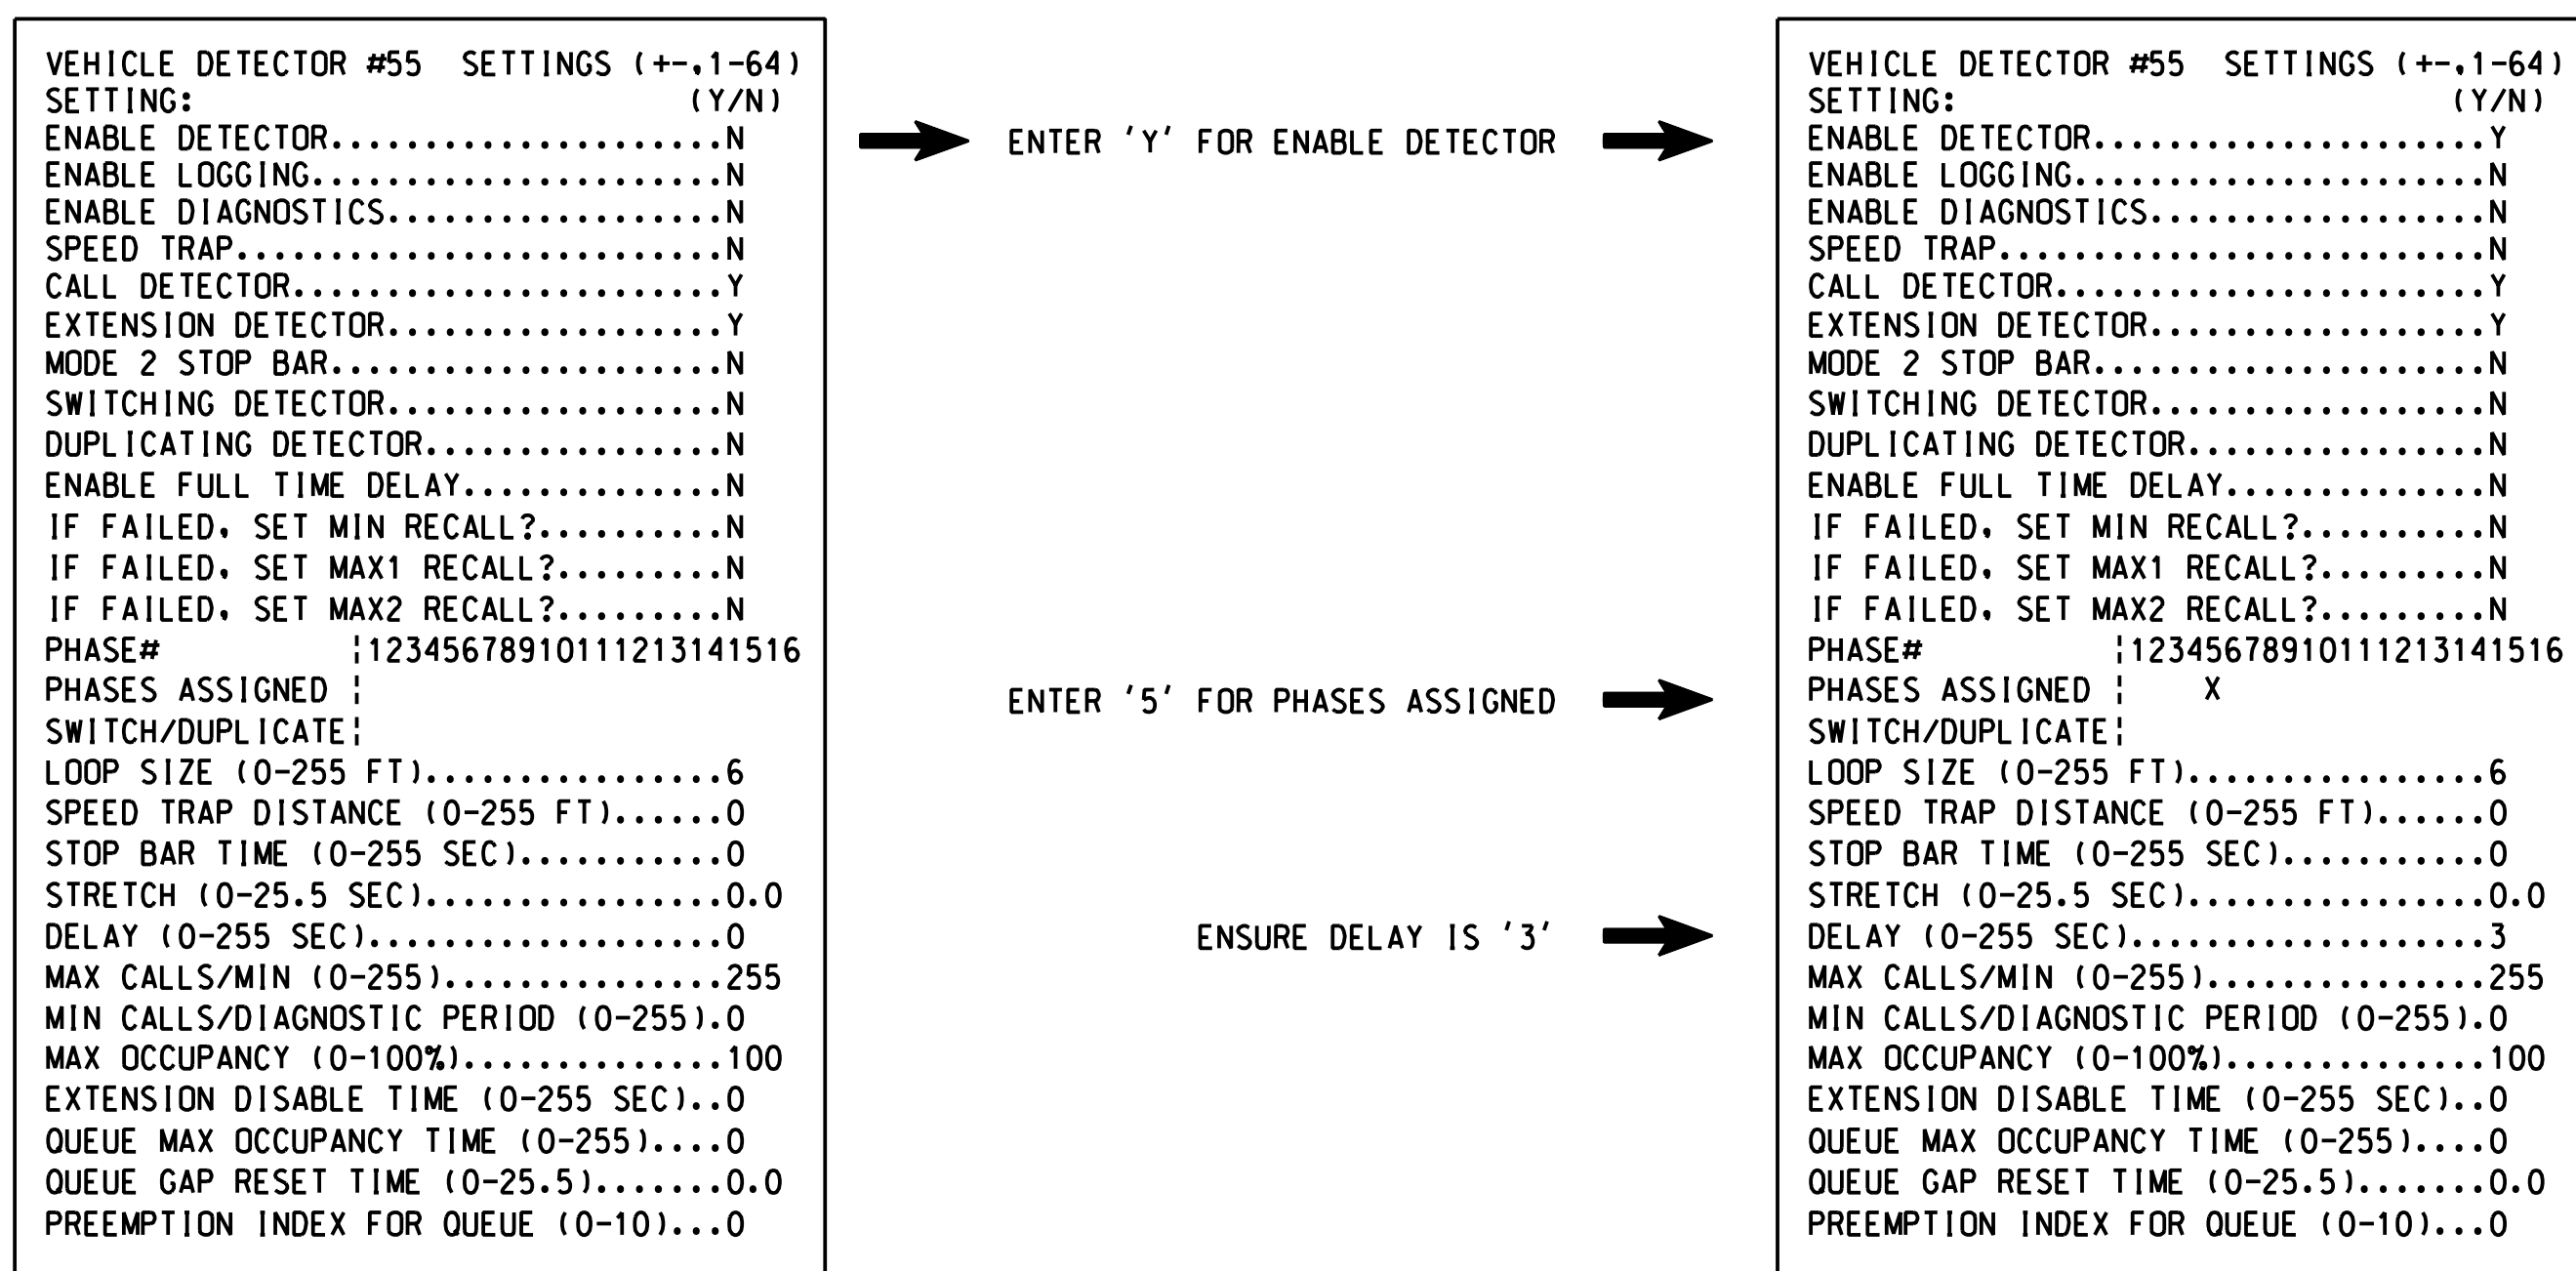 VEHICLE DETECTOR #55  SETTINGS (+-,1-64)
SETTING:                          (Y/N)
ENABLE DETECTOR.....................N
ENABLE LOGGING......................N
ENABLE DIAGNOSTICS..................N
SPEED TRAP..........................N
CALL DETECTOR.......................Y
EXTENSION DETECTOR..................Y
MODE 2 STOP BAR.....................N
SWITCHING DETECTOR..................N
DUPLICATING DETECTOR................N
ENABLE FULL TIME DELAY..............N
IF FAILED, SET MIN RECALL?..........N
IF FAILED, SET MAX1 RECALL?.........N
IF FAILED, SET MAX2 RECALL?.........N
PHASE#          ¦12345678910111213141516
PHASES ASSIGNED ¦
SWITCH/DUPLICATE¦
LOOP SIZE (0-255 FT)................6
SPEED TRAP DISTANCE (0-255 FT)......0
STOP BAR TIME (0-255 SEC)...........0
STRETCH (0-25.5 SEC)................0.0
DELAY (0-255 SEC)...................0
MAX CALLS/MIN (0-255)...............255
MIN CALLS/DIAGNOSTIC PERIOD (0-255).0
MAX OCCUPANCY (0-100%)..............100
EXTENSION DISABLE TIME (0-255 SEC)..0
QUEUE MAX OCCUPANCY TIME (0-255)....0
QUEUE GAP RESET TIME (0-25.5).......0.0
PREEMPTION INDEX FOR QUEUE (0-10)...0
ENTER 'Y' FOR ENABLE DETECTOR
ENTER '5' FOR PHASES ASSIGNED
ENSURE DELAY IS '3'
VEHICLE DETECTOR #55  SETTINGS (+-,1-64)
SETTING:                          (Y/N)
ENABLE DETECTOR.....................Y
ENABLE LOGGING......................N
ENABLE DIAGNOSTICS..................N
SPEED TRAP..........................N
CALL DETECTOR.......................Y
EXTENSION DETECTOR..................Y
MODE 2 STOP BAR.....................N
SWITCHING DETECTOR..................N
DUPLICATING DETECTOR................N
ENABLE FULL TIME DELAY..............N
IF FAILED, SET MIN RECALL?..........N
IF FAILED, SET MAX1 RECALL?.........N
IF FAILED, SET MAX2 RECALL?.........N
PHASE#          ¦12345678910111213141516
PHASES ASSIGNED ¦    X
SWITCH/DUPLICATE¦
LOOP SIZE (0-255 FT)................6
SPEED TRAP DISTANCE (0-255 FT)......0
STOP BAR TIME (0-255 SEC)...........0
STRETCH (0-25.5 SEC)................0.0
DELAY (0-255 SEC)...................3
MAX CALLS/MIN (0-255)...............255
MIN CALLS/DIAGNOSTIC PERIOD (0-255).0
MAX OCCUPANCY (0-100%)..............100
EXTENSION DISABLE TIME (0-255 SEC)..0
QUEUE MAX OCCUPANCY TIME (0-255)....0
QUEUE GAP RESET TIME (0-25.5).......0.0
PREEMPTION INDEX FOR QUEUE (0-10)...0